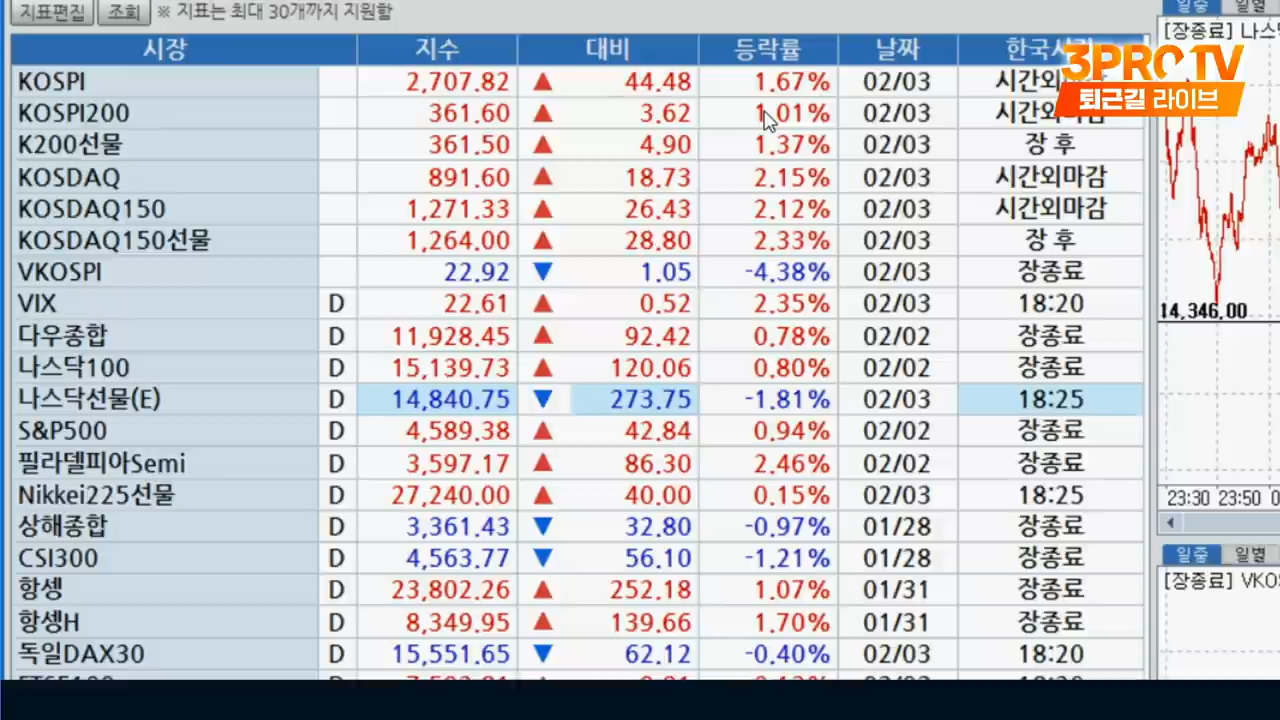 지표편집 조회 ※ 지표는 최대 30개까지 지원함
시장 지수 대비 등락률 날짜
KOSPI 2,707.82 ▲ 44.48 1.67% 02/03 시간외
KOSPI200 361.60 ▲ 3.62 1.01% 02/03 시간외마감
K200선물 361.50 ▲ 4.90 1.37% 02/03 장 후
KOSDAQ 891.60 ▲ 18.73 2.15% 02/03 시간외마감
KOSDAQ150 1,271.33 ▲ 26.43 2.12% 02/03 시간외마감
KOSDAQ150선물 1,264.00 ▲ 28.80 2.33% 02/03 장 후
VKOSPI 22.92 ▼ 1.05 -4.38% 02/03 장종료
VIX D 22.61 ▲ 0.52 2.35% 02/03 18:20
다우종합 D 11,928.45 ▲ 92.42 0.78% 02/02 장종료
나스닥100 D 15,139.73 ▲ 120.06 0.80% 02/02 장종료
나스닥선물(E) D 14,840.75 ▼ 273.75 -1.81% 02/03 18:25
S&P500 D 4,589.38 ▲ 42.84 0.94% 02/02 장종료
필라델피아Semi D 3,597.17 ▲ 86.30 2.46% 02/02 장종료
Nikkei225선물 D 27,240.00 ▲ 40.00 0.15% 02/03 18:25
상해종합 D 3,361.43 ▼ 32.80 -0.97% 01/28 장종료
CSI300 D 4,563.77 ▼ 56.10 -1.21% 01/28 장종료
항셍 D 23,802.26 ▲ 252.18 1.07% 01/31 장종료
항셍H D 8,349.95 ▲ 139.66 1.70% 01/31 장종료
독일DAX30 D 15,551.65 ▼ 62.12 -0.40% 02/03 18:20
3PRO TV
퇴근길 라이브
일중 일별
[장종료] 나스닥
14,346.00
23:30 23:50 0
일중 일별
[장종료] VKOS